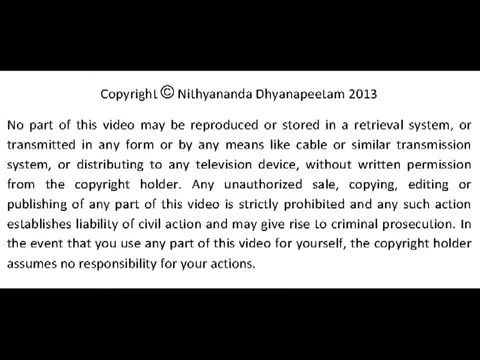 Copyright © Nithyananda Dhyanapeetam 2013
No part of this video may be reproduced or stored in a retrieval system, or
transmitted in any form or by any means like cable or similar transmission
system, or distributing to any television device, without written permission
from the copyright holder. Any unauthorized sale, copying, editing or
publishing of any part of this video is strictly prohibited and any such action
establishes liability of civil action and may give rise to criminal prosecution. In
the event that you use any part of this video for yourself, the copyright holder
assumes no responsibility for your actions.